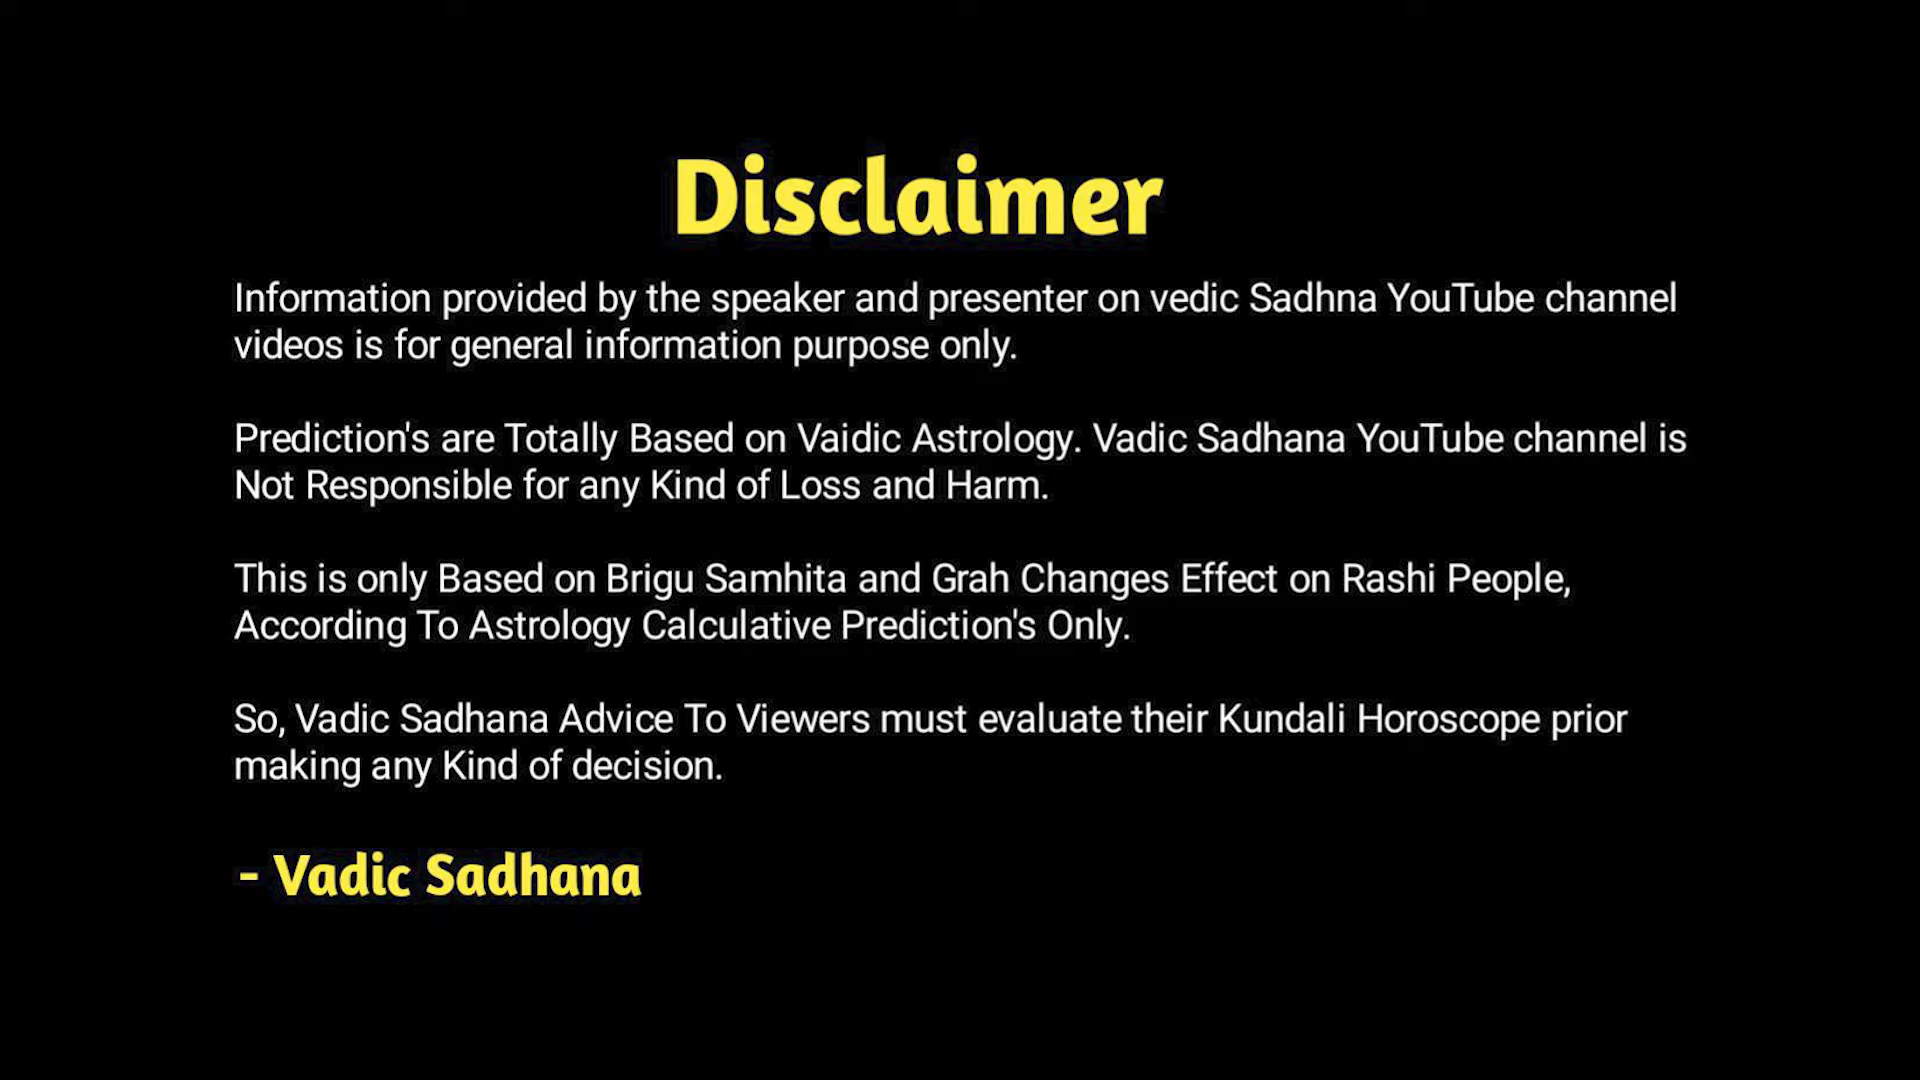 Disclaimer
Information provided by the speaker and presenter on vedic Sadhna YouTube channel
videos is for general information purpose only.
Prediction's are Totally Based on Vaidic Astrology. Vadic Sadhana YouTube channel is
Not Responsible for any Kind of Loss and Harm.
This is only Based on Brigu Samhita and Grah Changes Effect on Rashi People,
According To Astrology Calculative Prediction's Only.
So, Vadic Sadhana Advice To Viewers must evaluate their Kundali Horoscope prior
making any Kind of decision.
- Vadic Sadhana